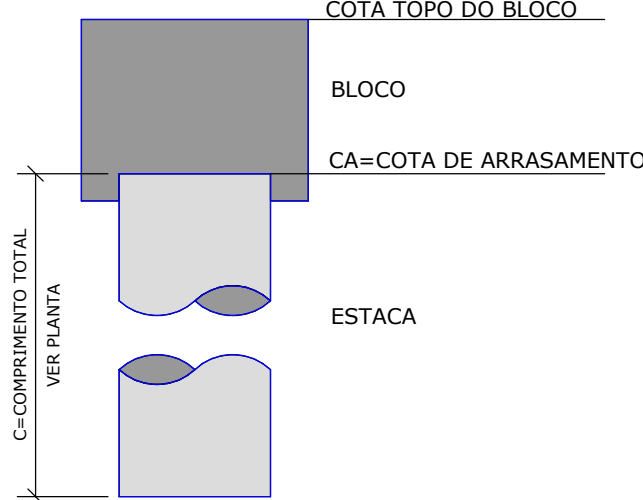 COTA TOPO DO BLOCO
BLOCO
CA=COTA DE ARRASAMENTO
ESTACA
C=COMPRIMENTO TOTAL
VER PLANTA